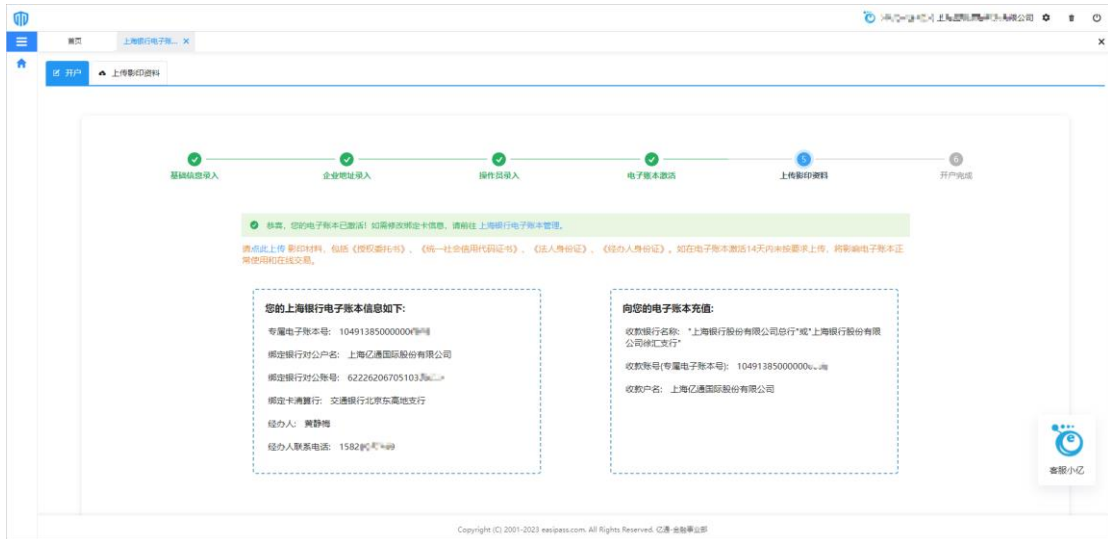 有限公司
首页 上海银行电子账... ×
开户 上传影印资料
5 6
基础信息录入 企业地址录入 操作员录入 电子账本激活 上传影印资料 开户完成
恭喜，您的电子账本已激活！如需修改绑定卡信息，请前往 上海银行电子账本管理。
请点此上传 影印材料，包括《授权委托书》、《统一社会信用代码证书》、《法人身份证》、《经办人身份证》。如在电子账本激活14天内未按要求上传，将影响电子账本正
常使用和在线交易。
您的上海银行电子账本信息如下:
专属电子账本号: 10491385000000
绑定银行对公户名: 上海亿通国际股份有限公司
绑定银行对公账号: 62226206705103
绑定卡清算行: 交通银行北京东高地支行
经办人: 黄静梅
经办人联系电话: 1582
向您的电子账本充值:
收款银行名称: "上海银行股份有限公司总行"或"上海银行股份有限
公司徐汇支行"
收款账号(专属电子账本号): 10491385000000
收款户名: 上海亿通国际股份有限公司
客服小亿
Copyright (C) 2001-2023 easipass.com. All Rights Reserved. 亿通-金融事业部